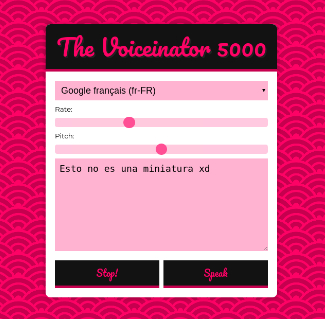 The Voiceinator 5000
Google français (fr-FR)
Rate:
Pitch:
Esto no es una miniatura xd
Stop!
Speak